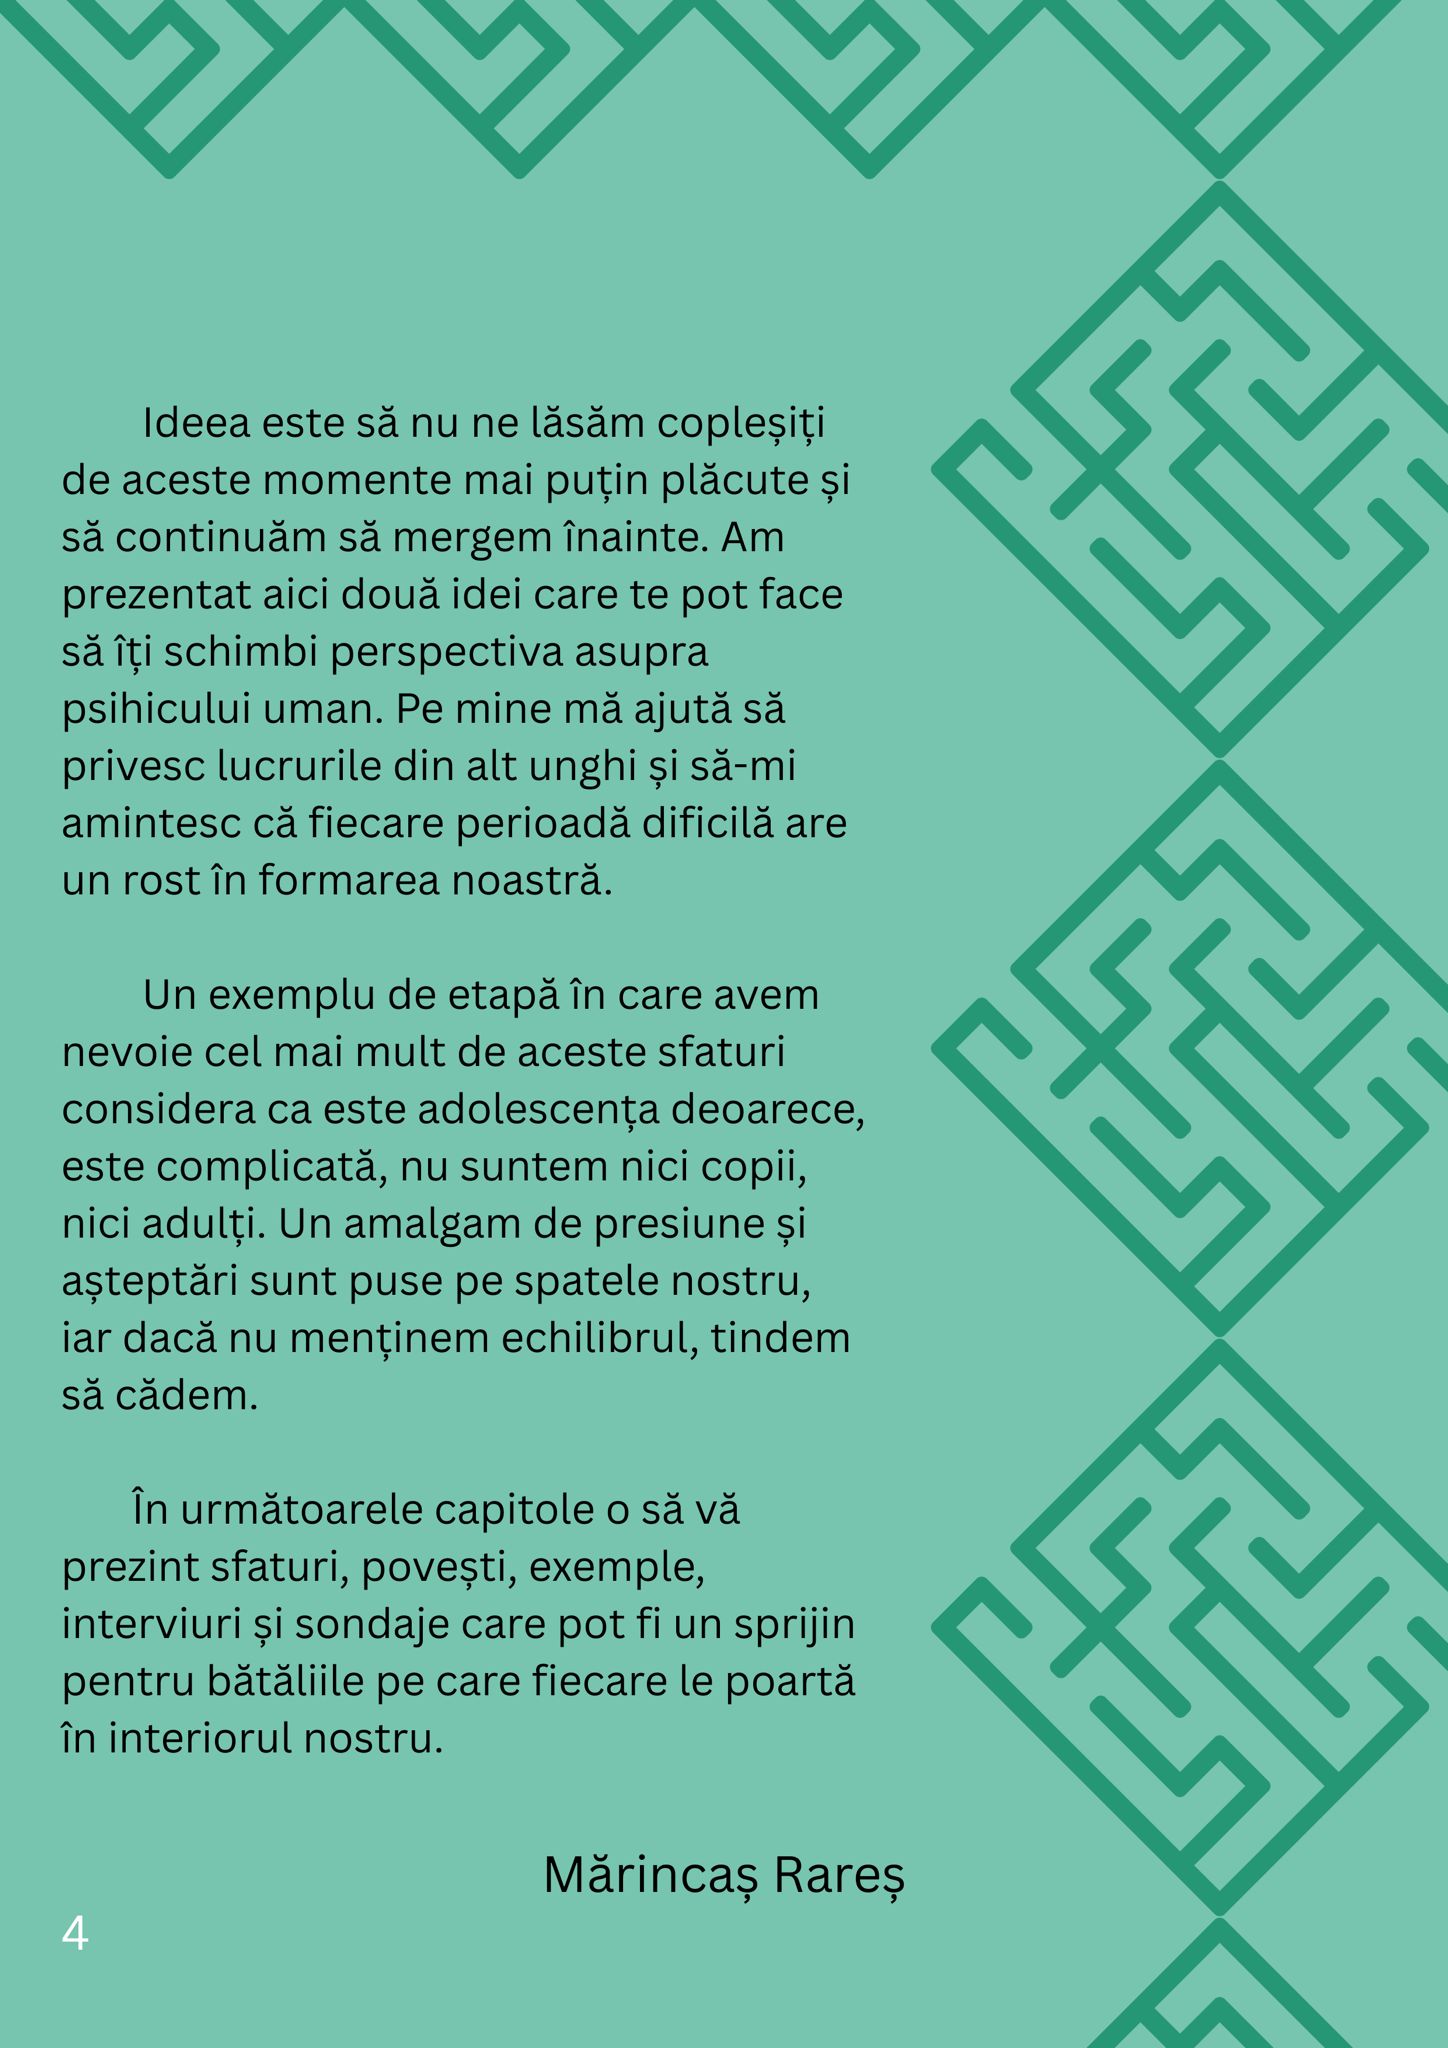 Ideea este să nu ne lăsăm copleșiți
de aceste momente mai puțin plăcute și
să continuăm să mergem înainte. Am
prezentat aici două idei care te pot face
să îți schimbi perspectiva asupra
psihicului uman. Pe mine mă ajută să
privesc lucrurile din alt unghi și să-mi
amintesc că fiecare perioadă dificilă are
un rost în formarea noastră.
Un exemplu de etapă în care avem
nevoie cel mai mult de aceste sfaturi
considera ca este adolescența deoarece,
este complicată, nu suntem nici copii,
nici adulți. Un amalgam de presiune și
așteptări sunt puse pe spatele nostru,
iar dacă nu menținem echilibrul, tindem
să cădem.
În următoarele capitole o să vă
prezint sfaturi, povești, exemple,
interviuri și sondaje care pot fi un sprijin
pentru bătăliile pe care fiecare le poartă
în interiorul nostru.
Mărincaș Rareș
4